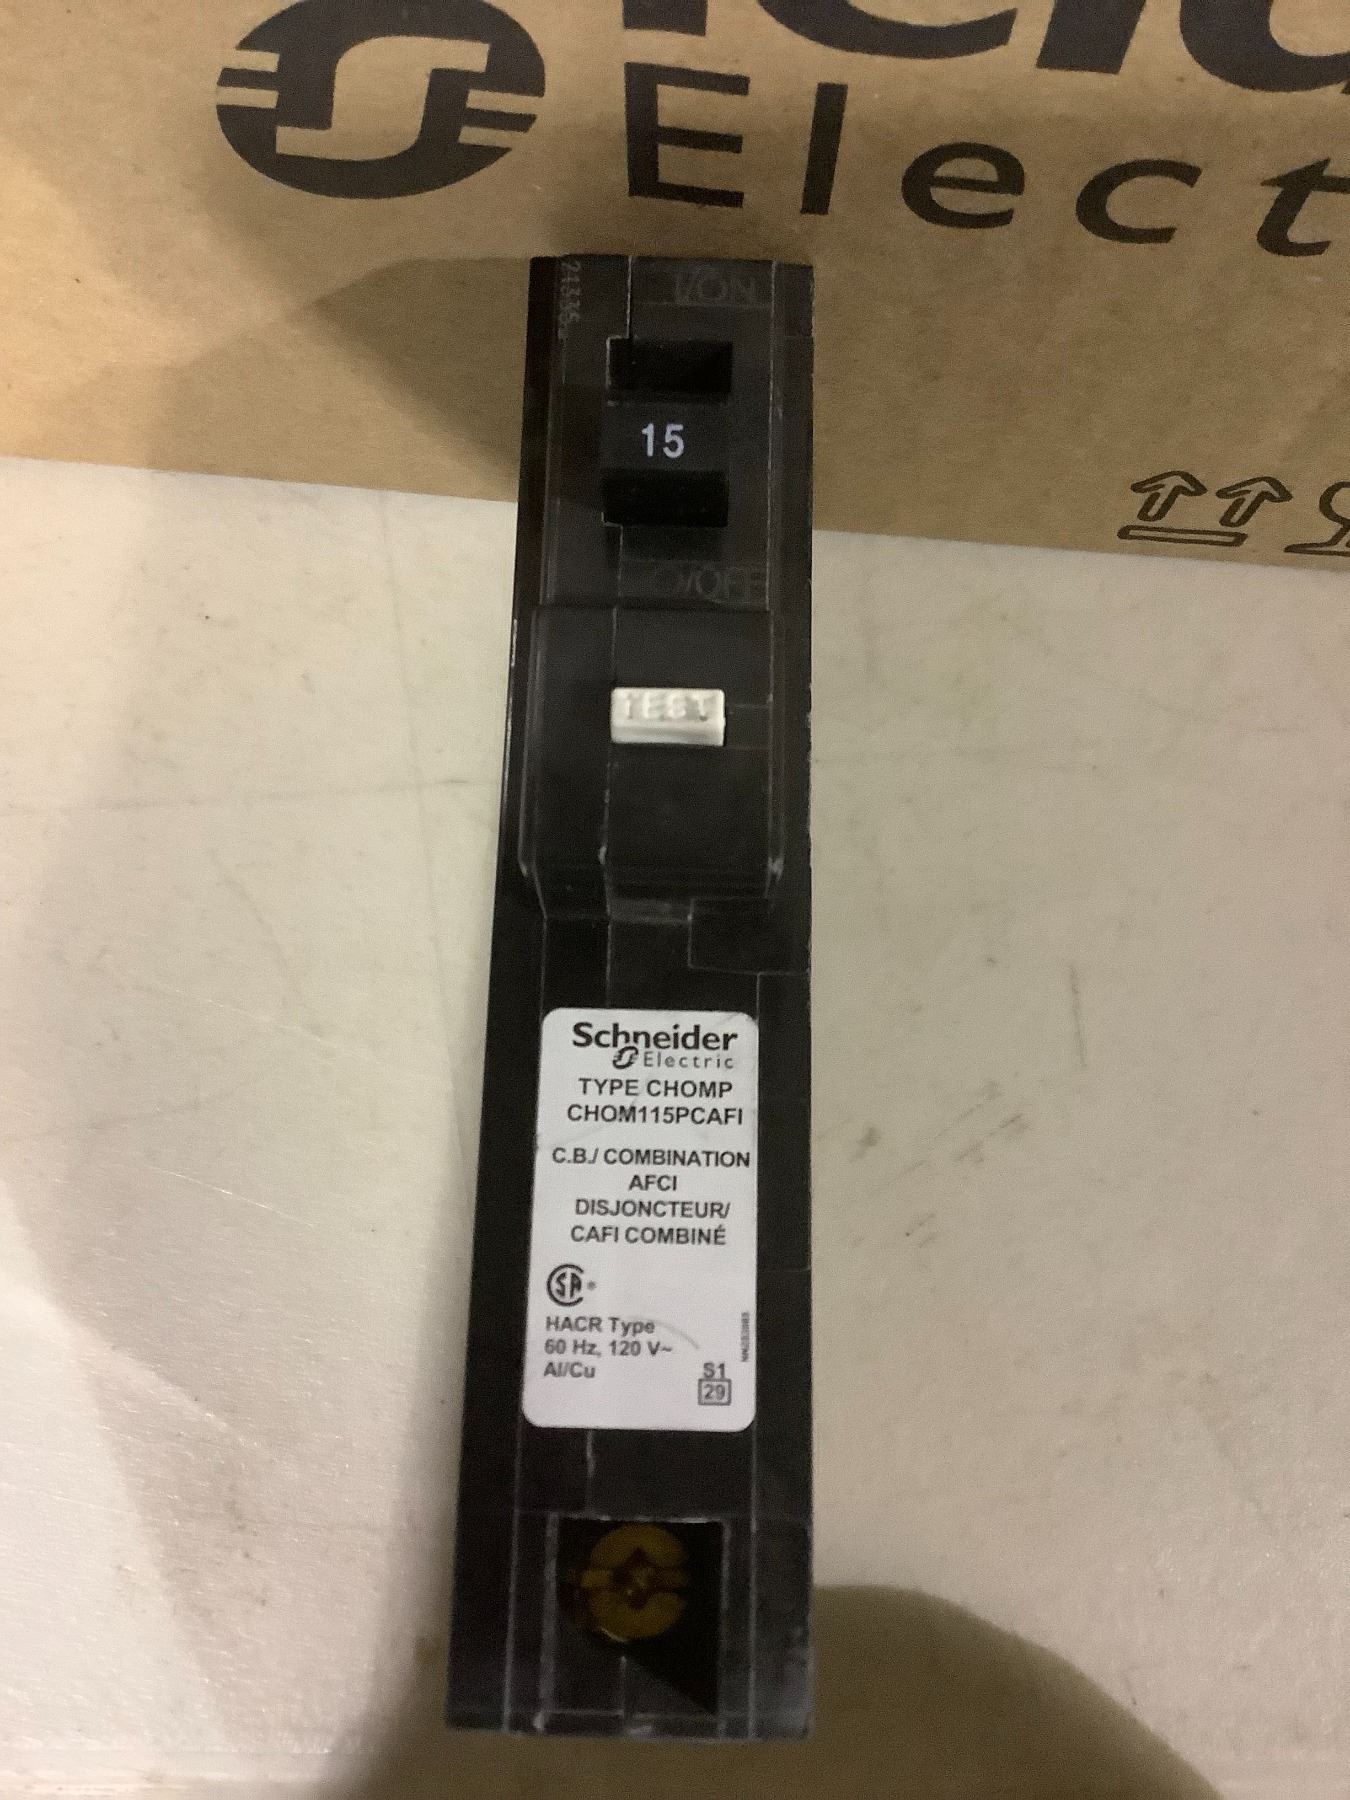 Elect
I/ON
15
O/OFF
TEST
Schneider
Electric
TYPE CHOMP
CHOM115PCAFI
C.B./ COMBINATION
AFCI
DISJONCTEUR/
CAFI COMBINÉ
SA ®
HACR Type
60 Hz, 120 V~
Al/Cu
S1
29